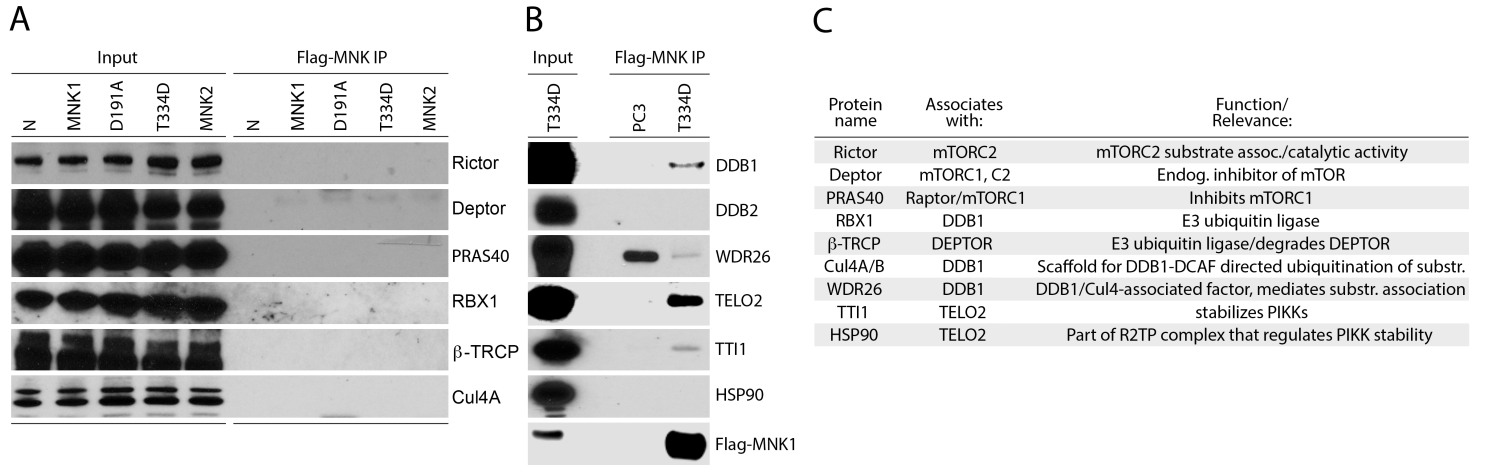 A
Input
Flag-MNK IP
N
MNK1
D191A
T334D
MNK2
N
MNK1
D191A
T334D
MNK2
Rictor
Deptor
PRAS40
RBX1
β-TRCP
Cul4A
B
Input
Flag-MNK IP
T334D
PC3
T334D
DDB1
DDB2
WDR26
TELO2
TTI1
HSP90
Flag-MNK1
C
Protein name
Associates with:
Function/ Relevance:
Rictor mTORC2 mTORC2 substrate assoc./catalytic activity
Deptor mTORC1, C2 Endog. inhibitor of mTOR
PRAS40 Raptor/mTORC1 Inhibits mTORC1
RBX1 DDB1 E3 ubiquitin ligase
β-TRCP DEPTOR E3 ubiquitin ligase/degrades DEPTOR
Cul4A/B DDB1 Scaffold for DDB1-DCAF directed ubiquitination of substr.
WDR26 DDB1 DDB1/Cul4-associated factor, mediates substr. association
TTI1 TELO2 stabilizes PIKKs
HSP90 TELO2 Part of R2TP complex that regulates PIKK stability